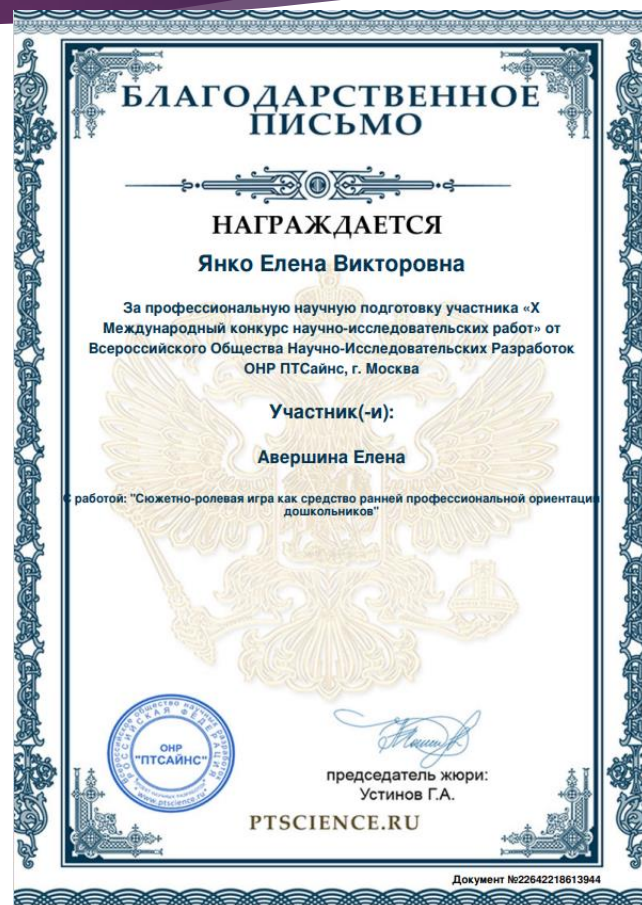 БЛАГОДАРСТВЕННОЕ
ПИСЬМО
НАГРАЖДАЕТСЯ
Янко Елена Викторовна
За профессиональную научную подготовку участника «X
Международный конкурс научно-исследовательских работ» от
Всероссийского Общества Научно-Исследовательских Разработок
ОНР ПТСайнс, г. Москва
Участник(-и):
Авершина Елена
С работой: "Сюжетно-ролевая игра как средство ранней профессиональной ориентации
дошкольников"
РОССИЙСКАЯ ФЕДЕРАЦИЯ
ОНР
"ПТСАЙНС"
www.ptscience.ru
председатель жюри:
Устинов Г.А.
PTSCIENCE.RU
Документ №22642218613944